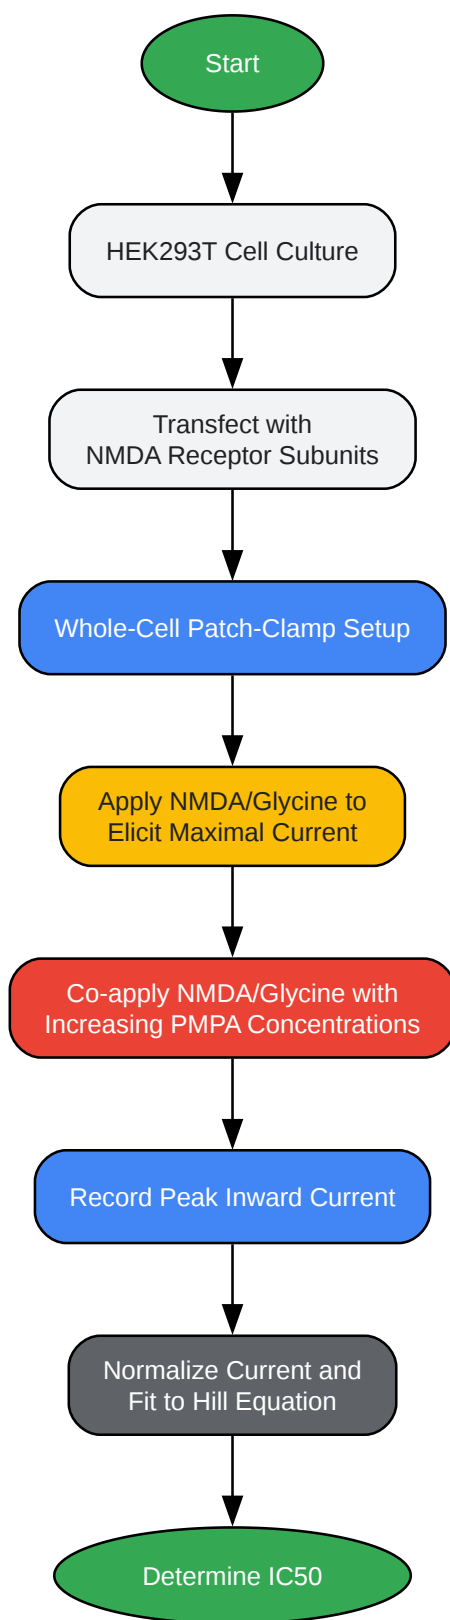 Start
HEK293T Cell Culture
Transfect with
NMDA Receptor Subunits
Whole-Cell Patch-Clamp Setup
Apply NMDA/Glycine to
Elicit Maximal Current
Co-apply NMDA/Glycine with
Increasing PMPA Concentrations
Record Peak Inward Current
Normalize Current and
Fit to Hill Equation
Determine IC50